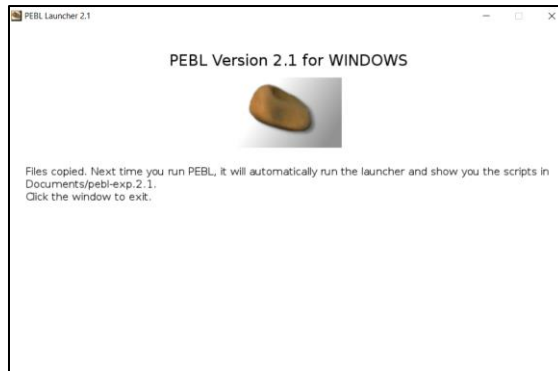 PEBL Launcher 2.1
PEBL Version 2.1 for WINDOWS
Files copied. Next time you run PEBL, it will automatically run the launcher and show you the scripts in
Documents/pebl-exp.2.1.
Click the window to exit.